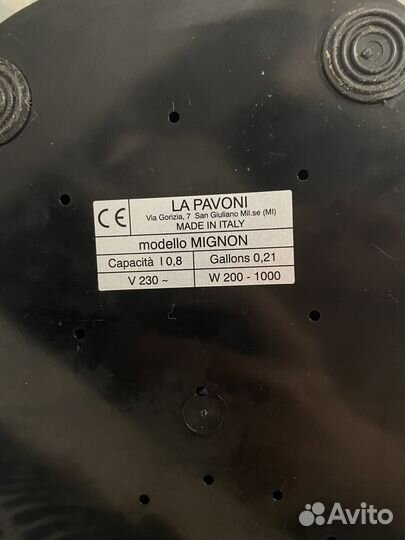 CE
LA PAVONI
Via Gorizia, 7 San Giuliano Mil.se (MI)
MADE IN ITALY
modello MIGNON
Capacità l 0,8 Gallons 0,21
V 230 ~ W 200 - 1000
Avito